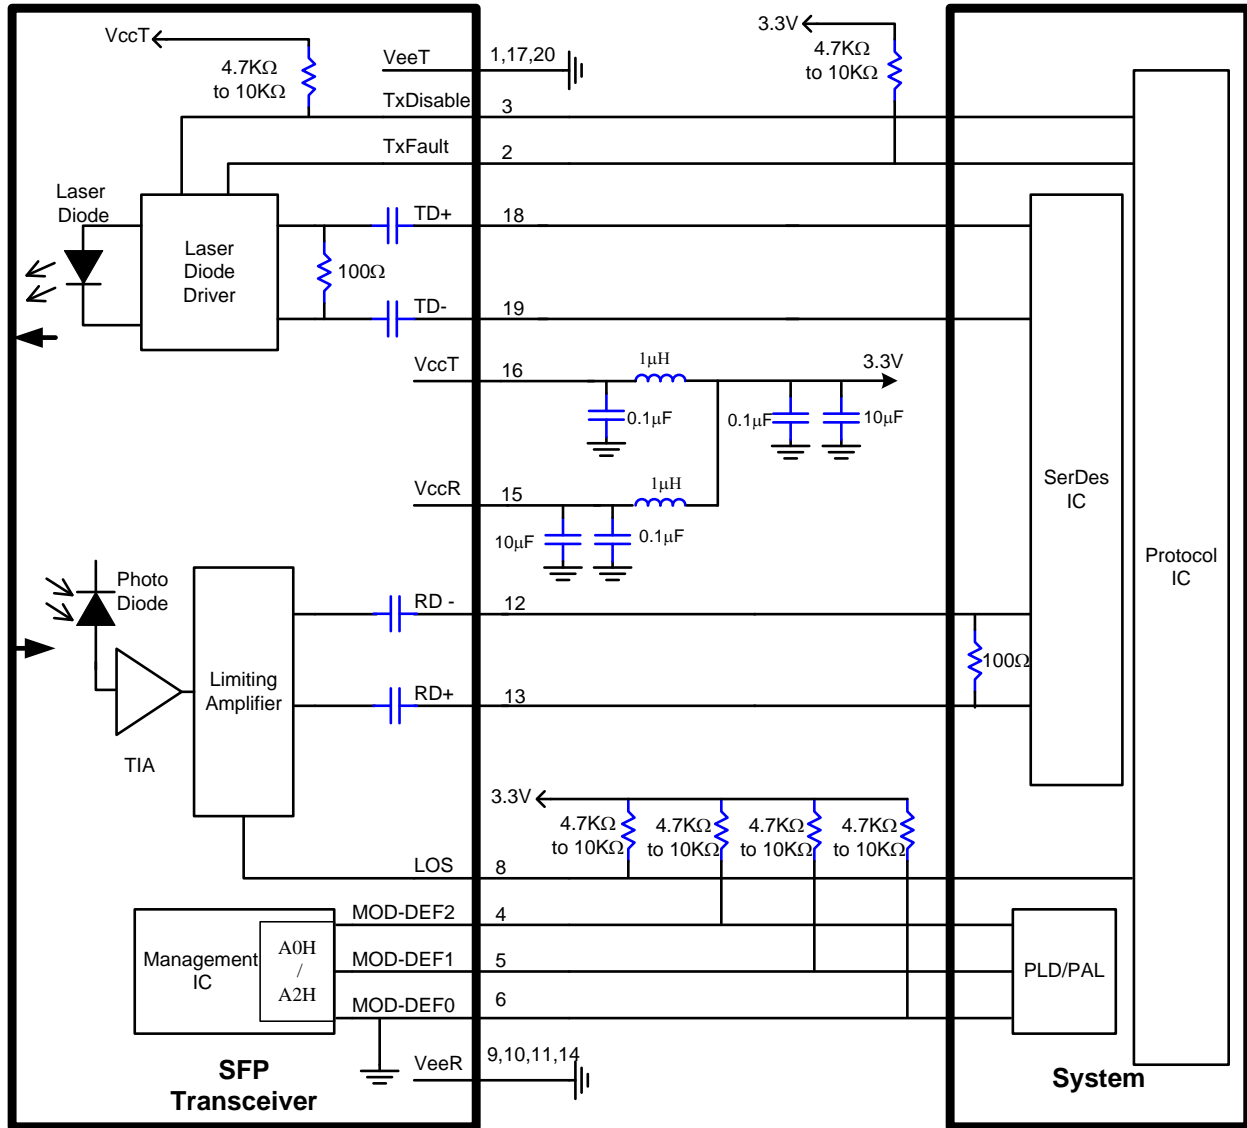 VccT
4.7KΩ
to 10KΩ
VeeT
1,17,20
3.3V
4.7KΩ
to 10KΩ
TxDisable
3
TxFault
2
Laser
Diode
Laser
Diode
Driver
TD+
18
100Ω
TD-
19
VccT
16
1μH
3.3V
0.1μF
0.1μF
10μF
VccR
15
1μH
10μF
0.1μF
SerDes
IC
Protocol
IC
Photo
Diode
RD -
12
Limiting
Amplifier
100Ω
RD+
13
TIA
3.3V
4.7KΩ
to 10KΩ
4.7KΩ
to 10KΩ
4.7KΩ
to 10KΩ
4.7KΩ
to 10KΩ
LOS
8
Management
IC
A0H
/
A2H
MOD-DEF2
4
MOD-DEF1
5
MOD-DEF0
6
PLD/PAL
VeeR
9,10,11,14
SFP
Transceiver
System